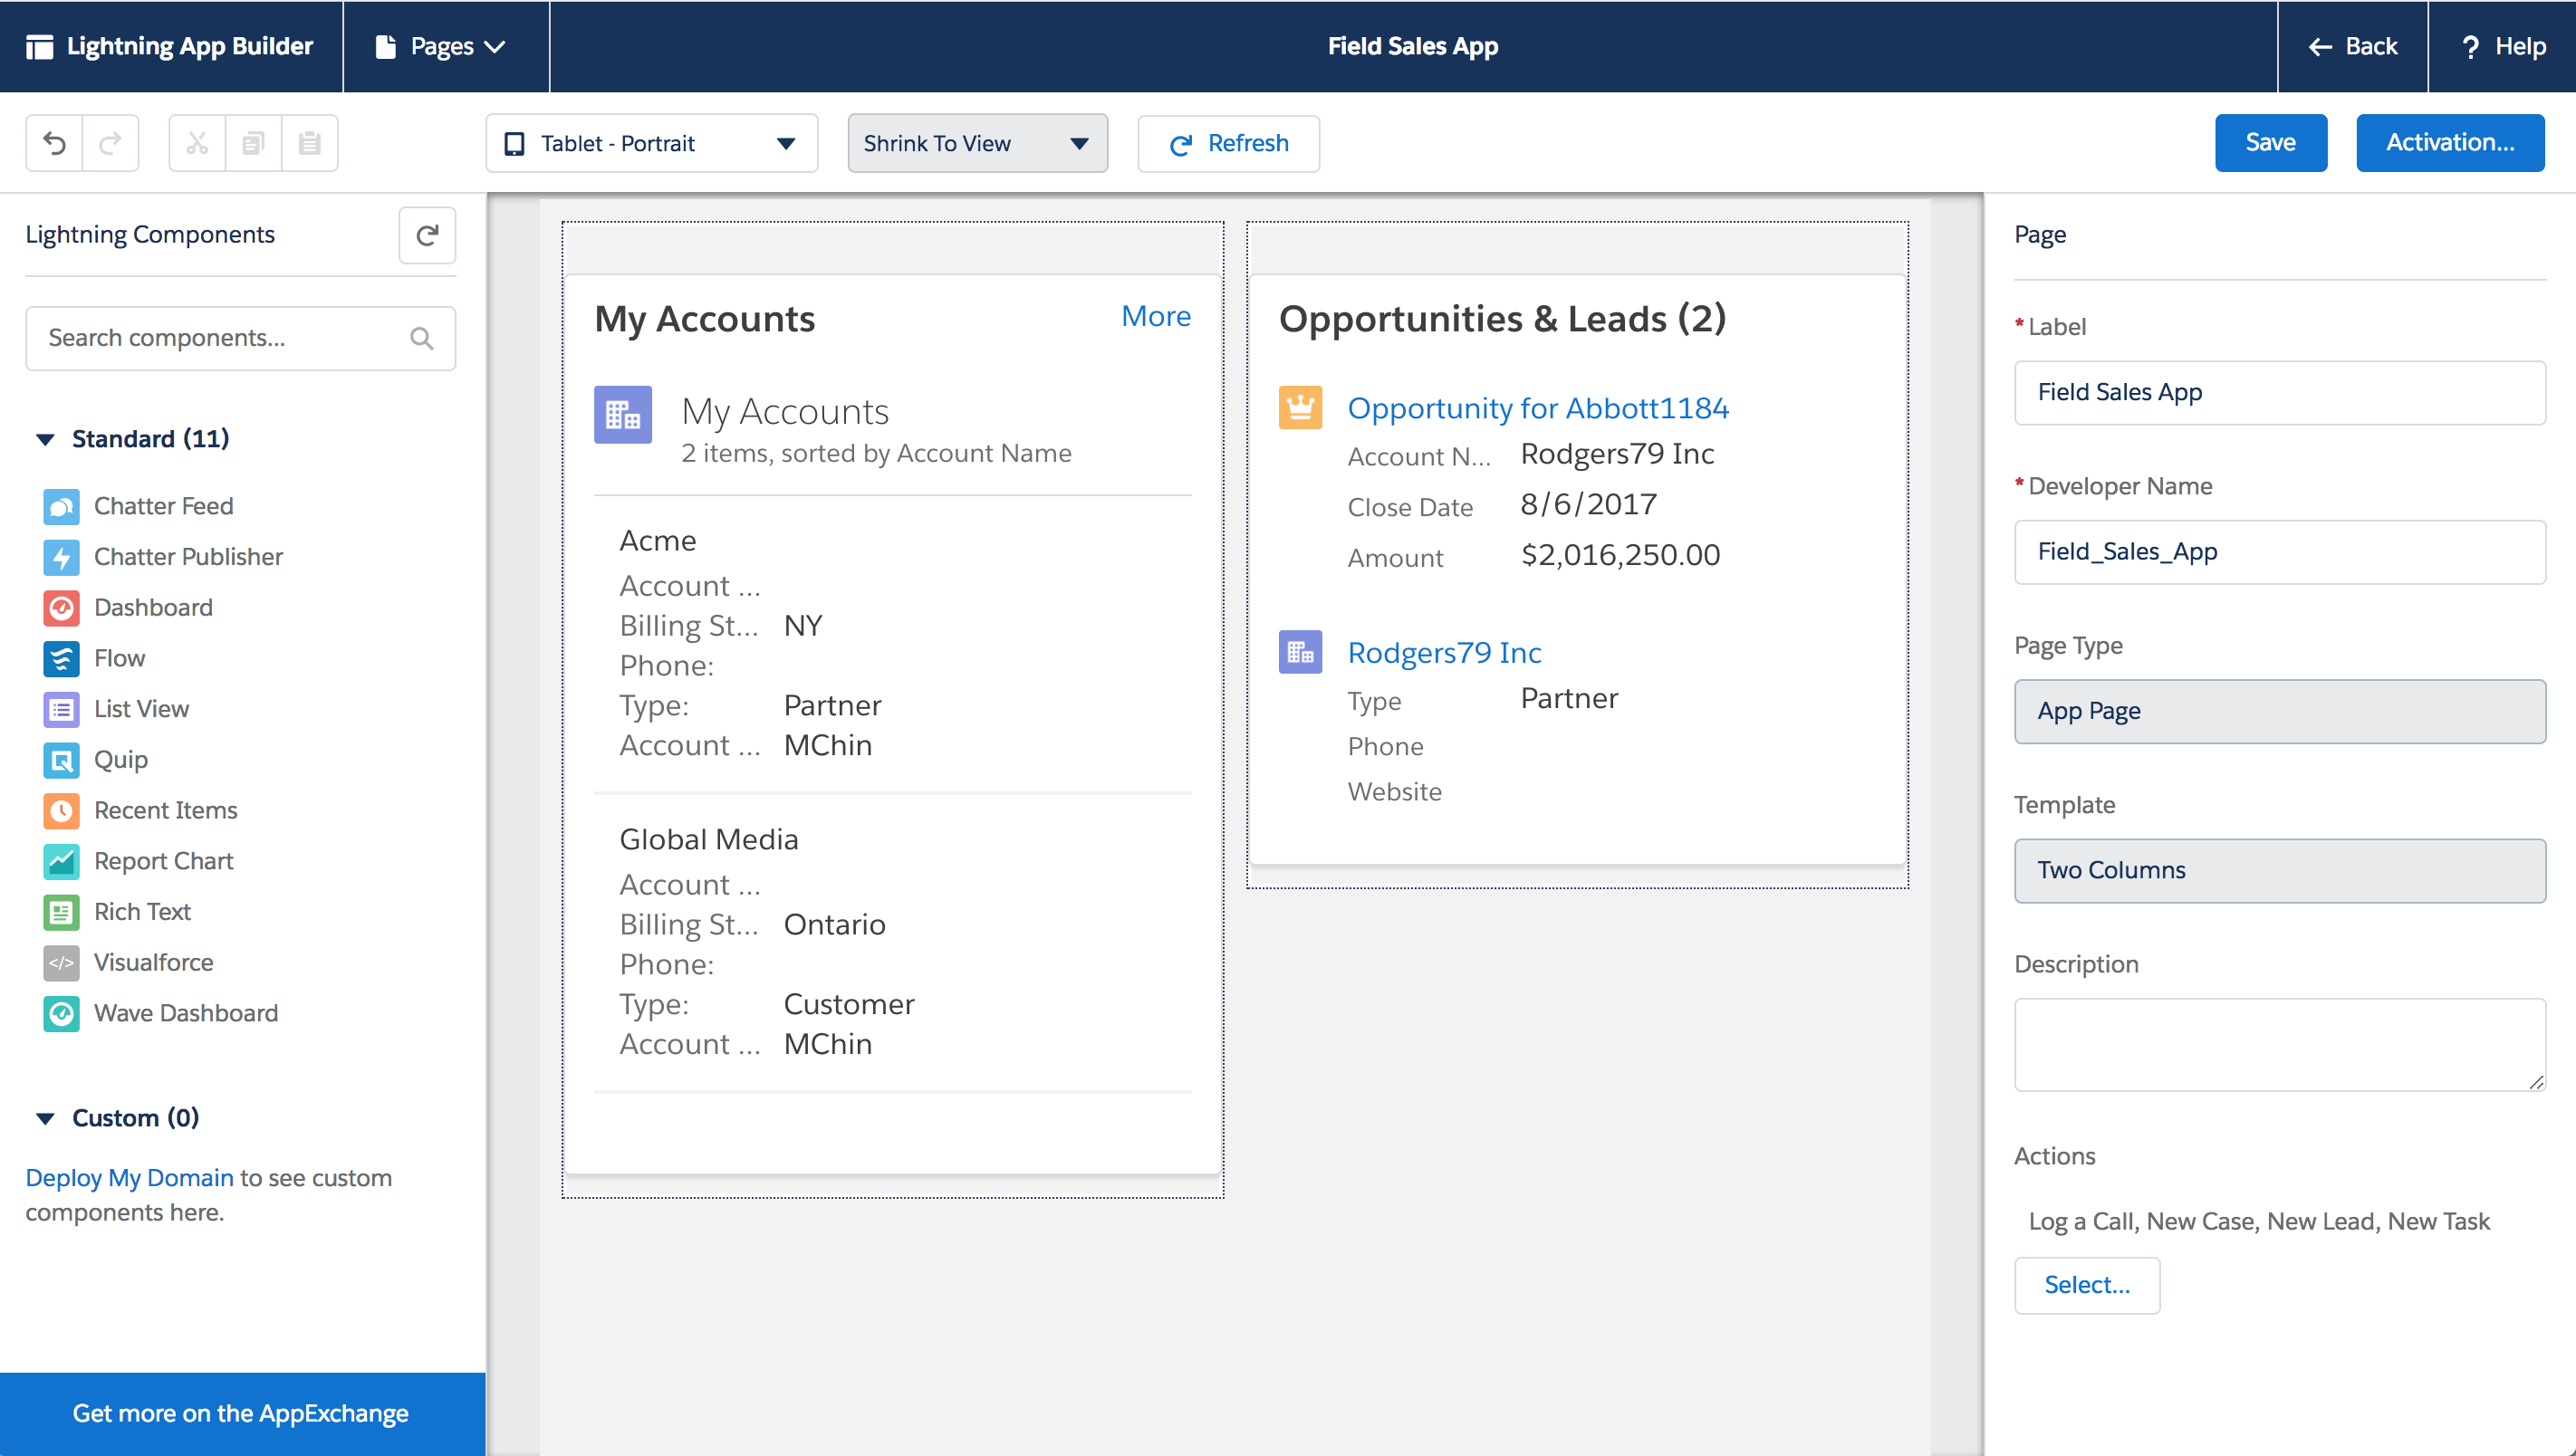 Lightning App Builder
Pages
Field Sales App
Back
? Help
Tablet - Portrait
Shrink To View
Refresh
Save
Activation...
Lightning Components
Search components...
Standard (11)
Chatter Feed
Chatter Publisher
Dashboard
Flow
List View
Quip
Recent Items
Report Chart
Rich Text
</> Visualforce
Wave Dashboard
Custom (0)
Deploy My Domain to see custom
components here.
Get more on the AppExchange
My Accounts
More
My Accounts
2 items, sorted by Account Name
Acme
Account ...
Billing St... NY
Phone:
Type: Partner
Account ... MChin
Global Media
Account ...
Billing St... Ontario
Phone:
Type: Customer
Account ... MChin
Opportunities & Leads (2)
Opportunity for Abbott1184
Account N... Rodgers79 Inc
Close Date 8/6/2017
Amount $2,016,250.00
Rodgers79 Inc
Type Partner
Phone
Website
Page
* Label
Field Sales App
* Developer Name
Field_Sales_App
Page Type
App Page
Template
Two Columns
Description
Actions
Log a Call, New Case, New Lead, New Task
Select...